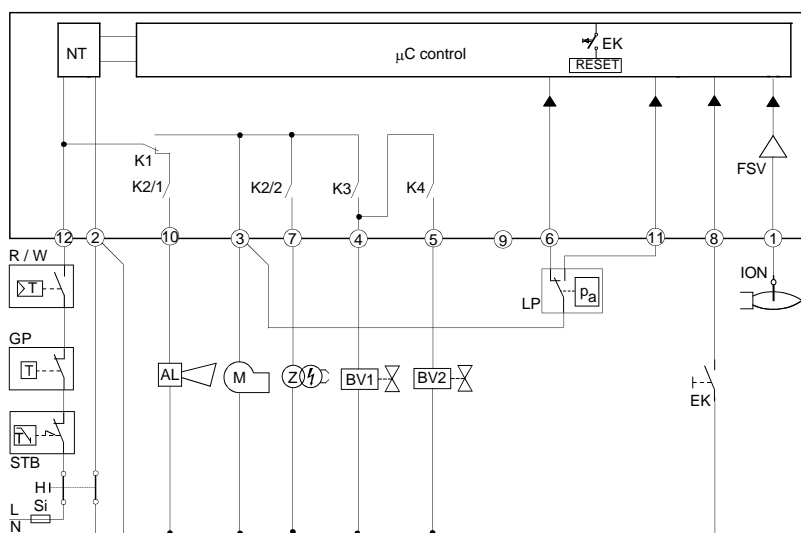 NT
μC control
EK
RESET
FSV
K1
K2/1
K2/2
K3
K4
12
2
10
3
7
4
5
9
6
11
8
1
R / W
T
LP
pa
ION
GP
T
AL
M
Z
BV1
BV2
EK
T
STB
H
Si
L
N